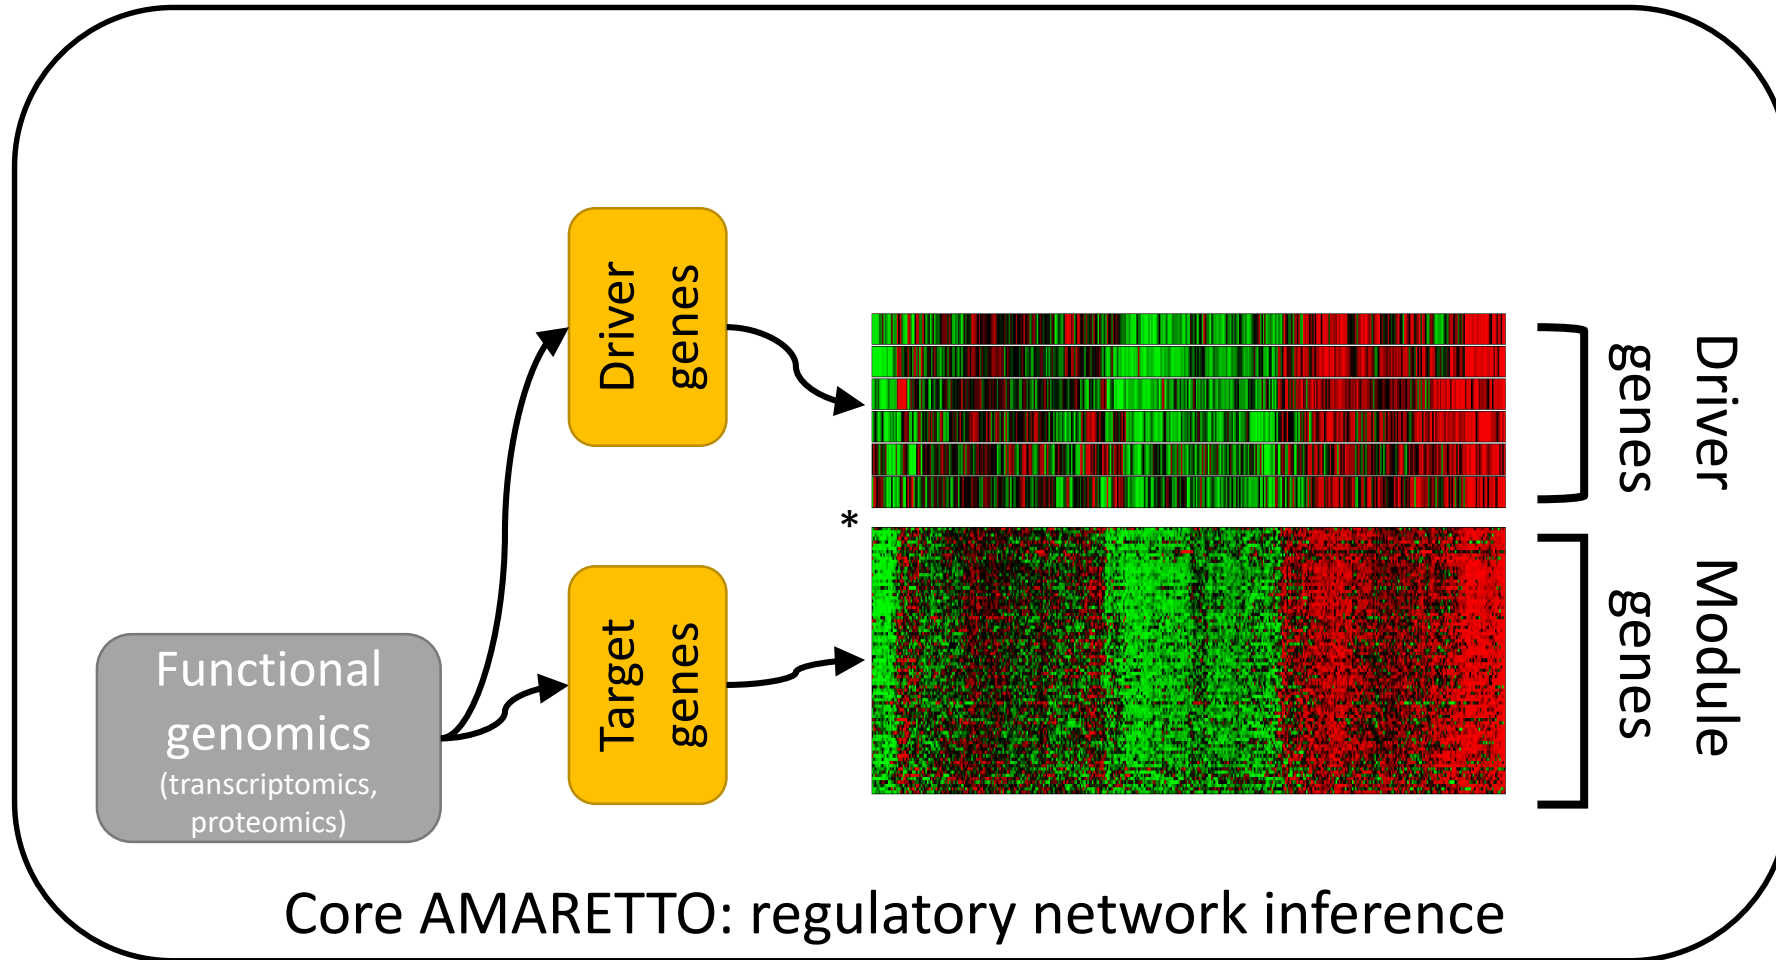 Driver
genes
Driver
genes
*
Target
genes
Module
genes
Functional
genomics
(transcriptomics,
proteomics)
Core AMARETTO: regulatory network inference